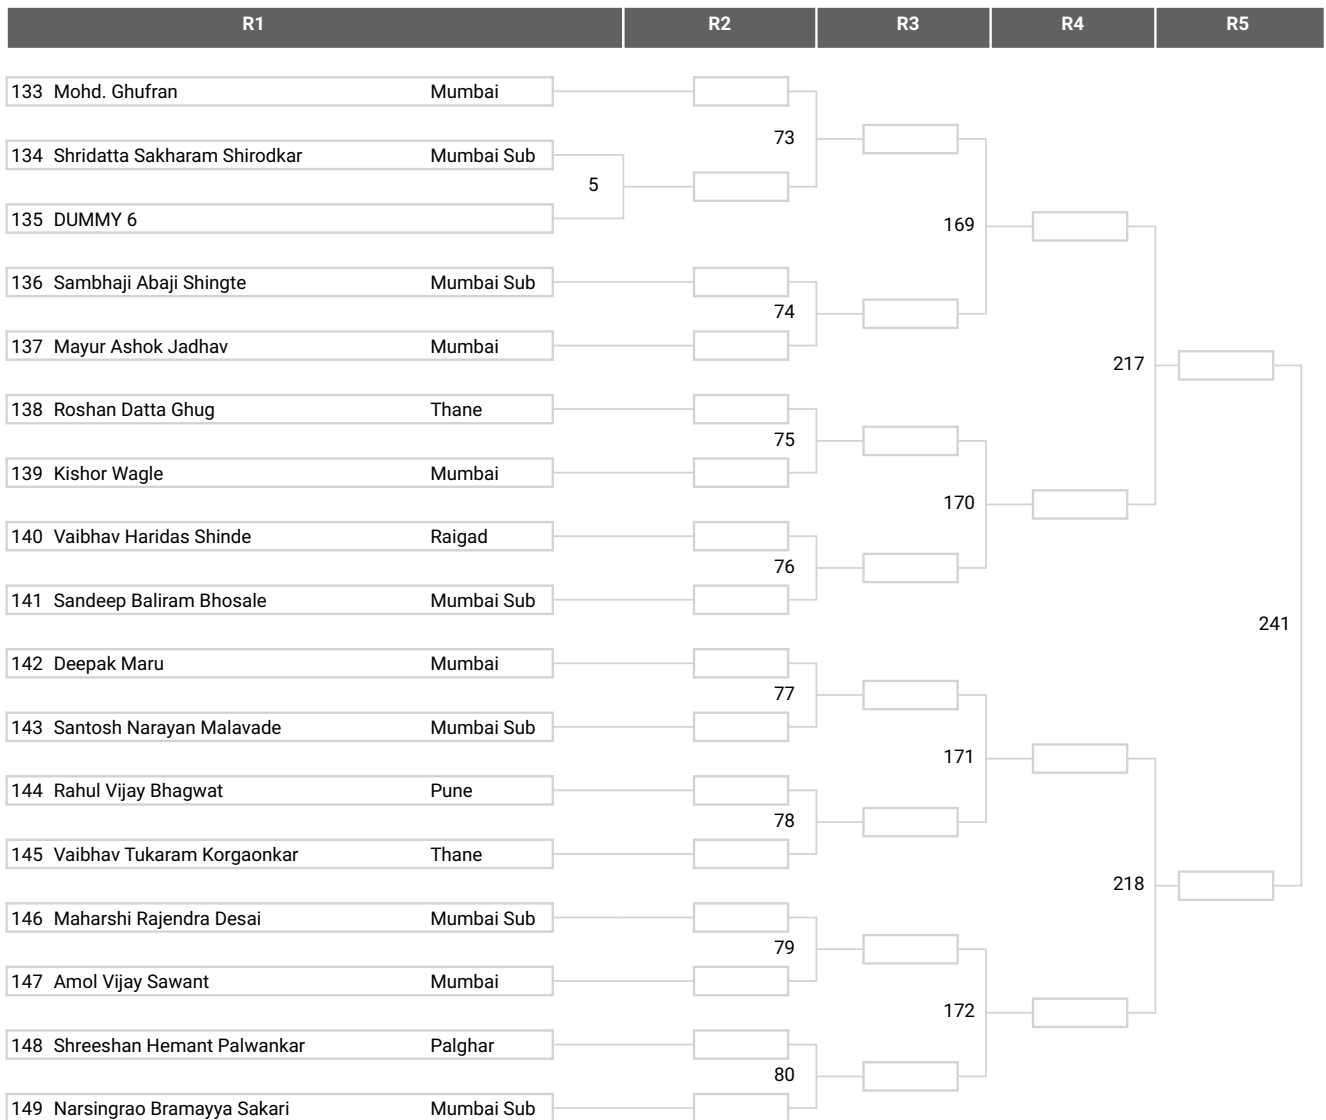 R1 R2 R3 R4 R5
133 Mohd. Ghufran Mumbai
73
134 Shridatta Sakharam Shirodkar Mumbai Sub
5
135 DUMMY 6
169
136 Sambhaji Abaji Shingte Mumbai Sub
74
137 Mayur Ashok Jadhav Mumbai
217
138 Roshan Datta Ghug Thane
75
139 Kishor Wagle Mumbai
170
140 Vaibhav Haridas Shinde Raigad
76
141 Sandeep Baliram Bhosale Mumbai Sub
241
142 Deepak Maru Mumbai
77
143 Santosh Narayan Malavade Mumbai Sub
171
144 Rahul Vijay Bhagwat Pune
78
145 Vaibhav Tukaram Korgaonkar Thane
218
146 Maharshi Rajendra Desai Mumbai Sub
79
147 Amol Vijay Sawant Mumbai
172
148 Shreeshan Hemant Palwankar Palghar
80
149 Narsingrao Bramayya Sakari Mumbai Sub